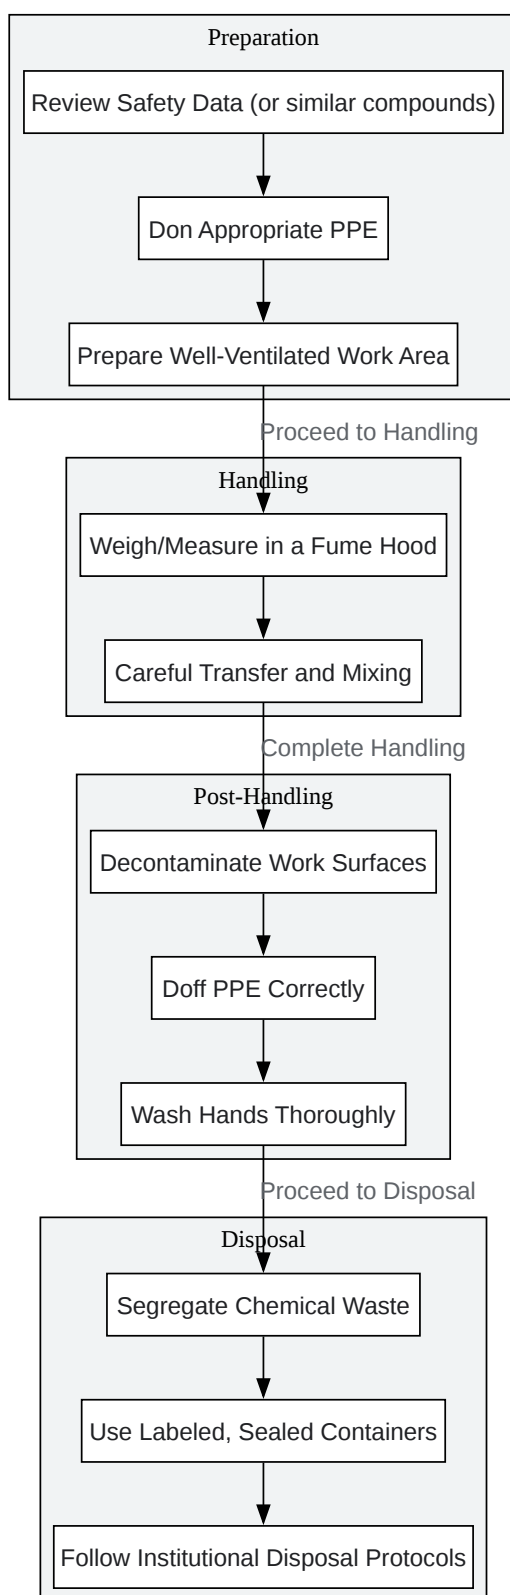 Preparation
Review Safety Data (or similar compounds)
Don Appropriate PPE
Prepare Well-Ventilated Work Area
Proceed to Handling
Handling
Weigh/Measure in a Fume Hood
Careful Transfer and Mixing
Complete Handling
Post-Handling
Decontaminate Work Surfaces
Doff PPE Correctly
Wash Hands Thoroughly
Proceed to Disposal
Disposal
Segregate Chemical Waste
Use Labeled, Sealed Containers
Follow Institutional Disposal Protocols